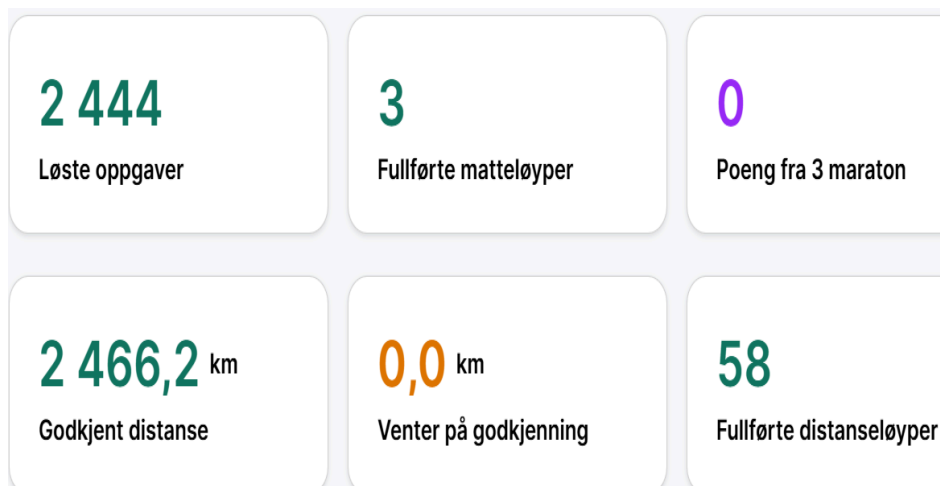 2 444
Løste oppgaver
3
Fullførte matteløyper
0
Poeng fra 3 maraton
2 466,2 km
Godkjent distanse
0,0 km
Venter på godkjenning
58
Fullførte distanseløyper